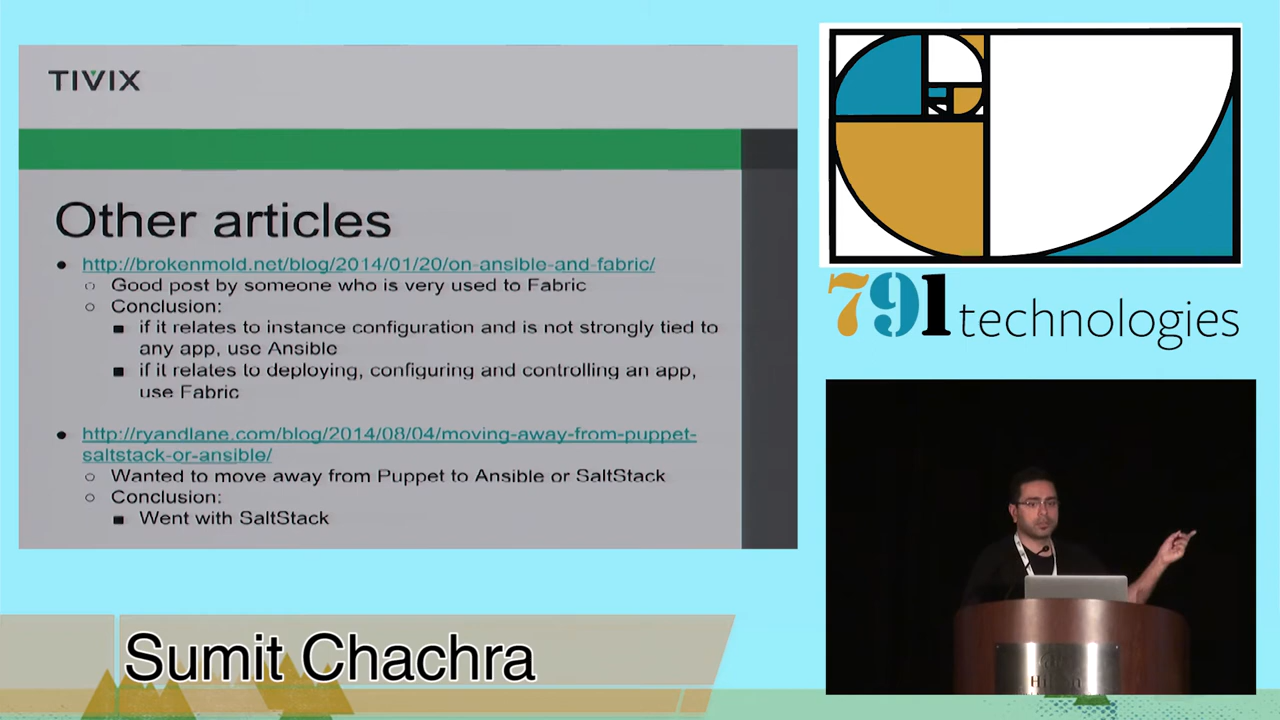 TIVIX
Other articles
http://brokenmold.net/blog/2014/01/20/on-ansible-and-fabric/
Good post by someone who is very used to Fabric
Conclusion:
if it relates to instance configuration and is not strongly tied to
any app, use Ansible
if it relates to deploying, configuring and controlling an app,
use Fabric
http://ryandlane.com/blog/2014/08/04/moving-away-from-puppet-
saltstack-or-ansible/
Wanted to move away from Puppet to Ansible or SaltStack
Conclusion:
Went with SaltStack
791 technologies
Sumit Chachra